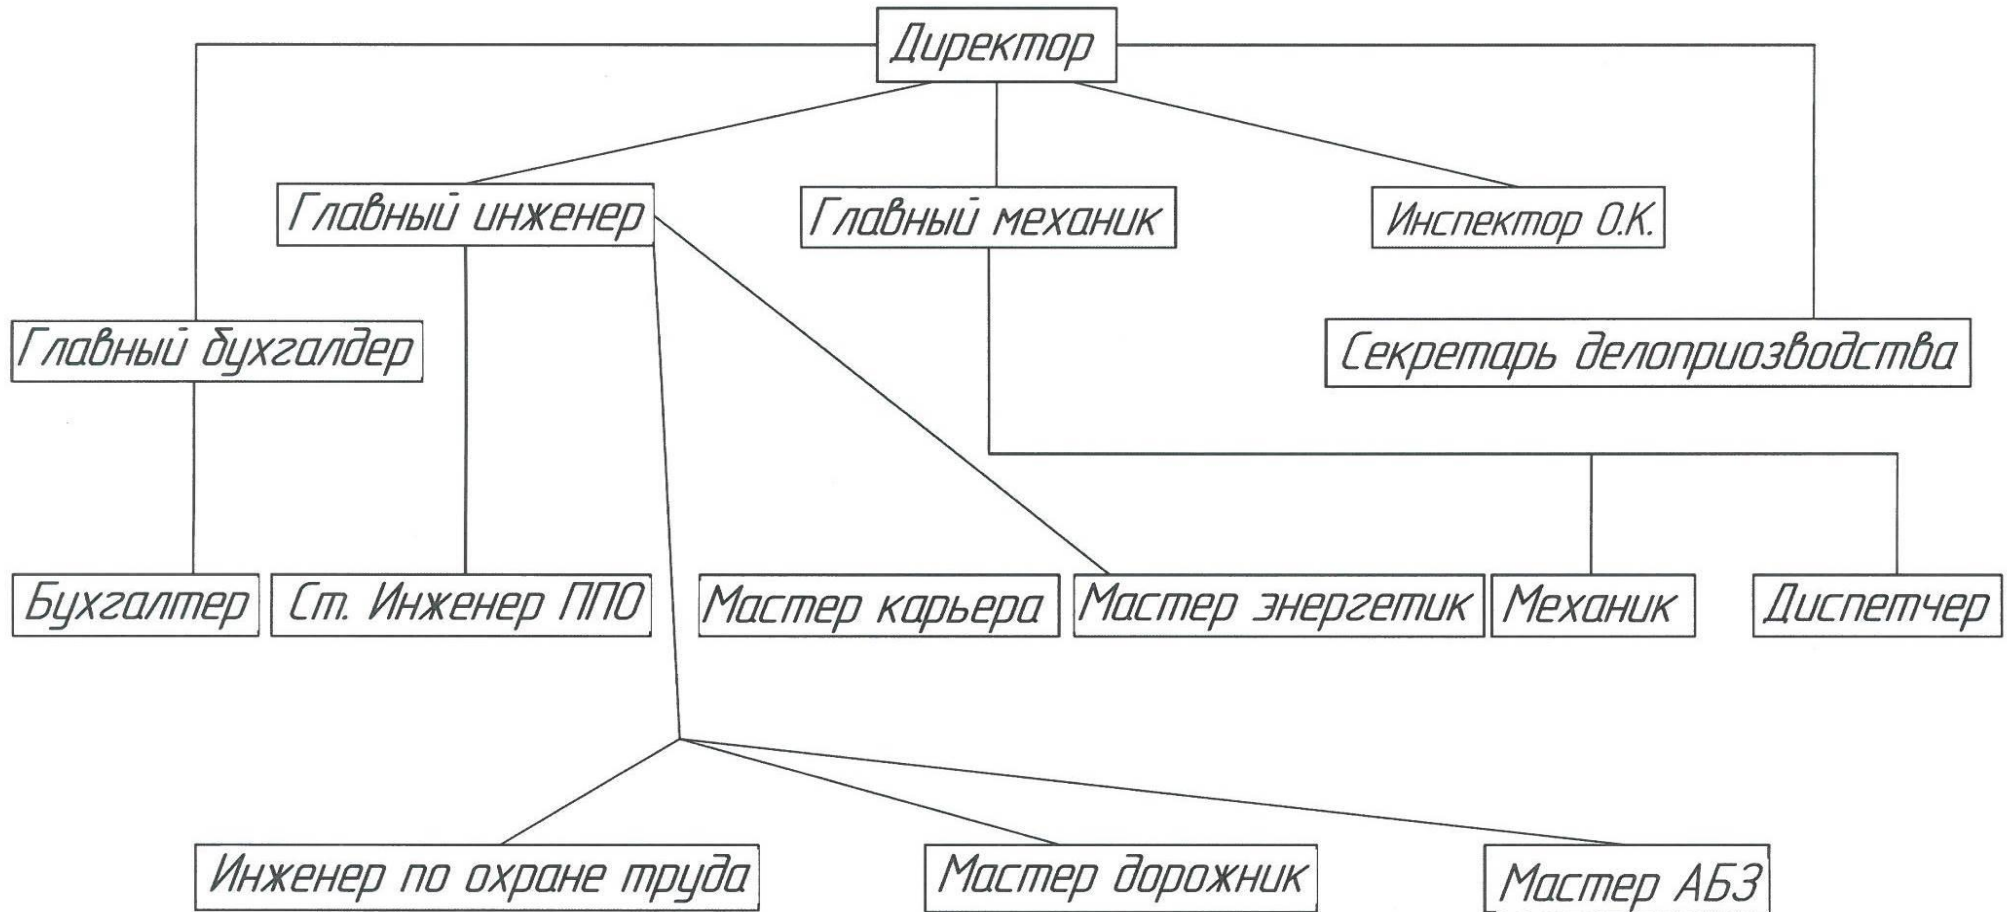 Директор
Главный инженер
Главный механик
Инспектор О.К.
Главный бухгалдер
Секретарь делоприозводства
Бухгалтер
Ст. Инженер ППО
Мастер карьера
Мастер энергетик
Механик
Диспетчер
Инженер по охране труда
Мастер дорожник
Мастер АБЗ